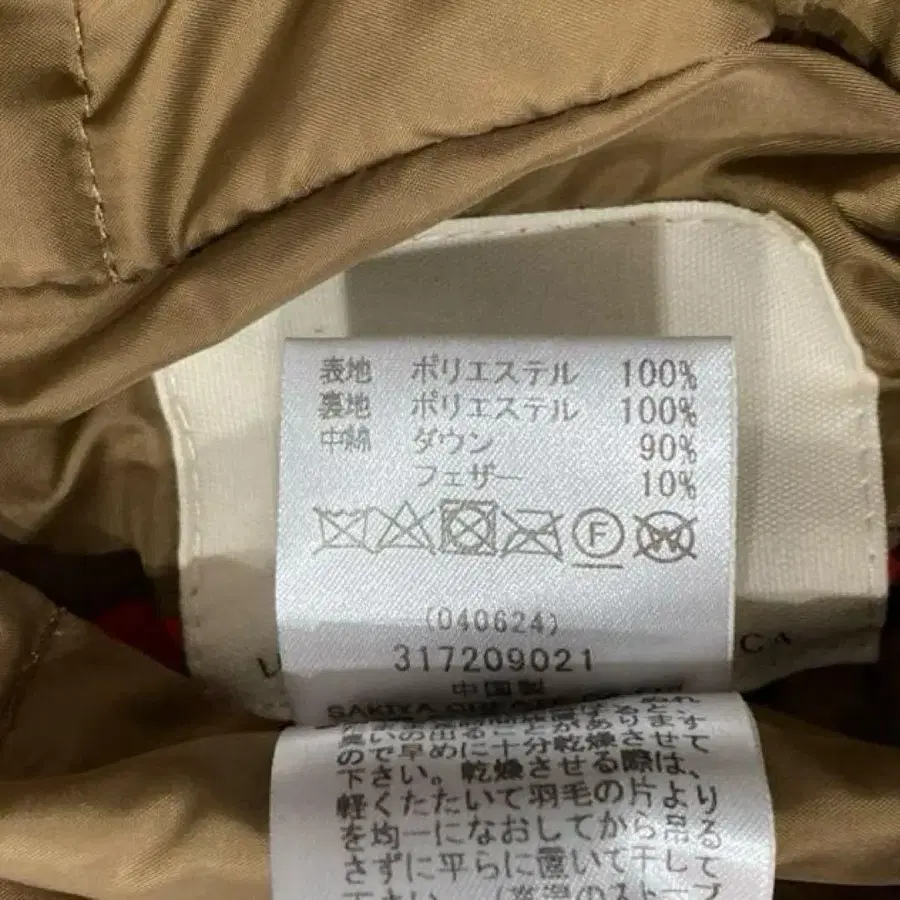 表地 ポリエステル 100%
裏地 ポリエステル 100%
中綿 ダウン 90%
フェザー 10%
F
W
(040624)
317209021
中国製
C4
ので早めに十分乾燥させて
下さい。乾燥させる際は、
軽くたたいて羽毛の片より
を均一になおしてから吊る
さずに平らに置いて干して